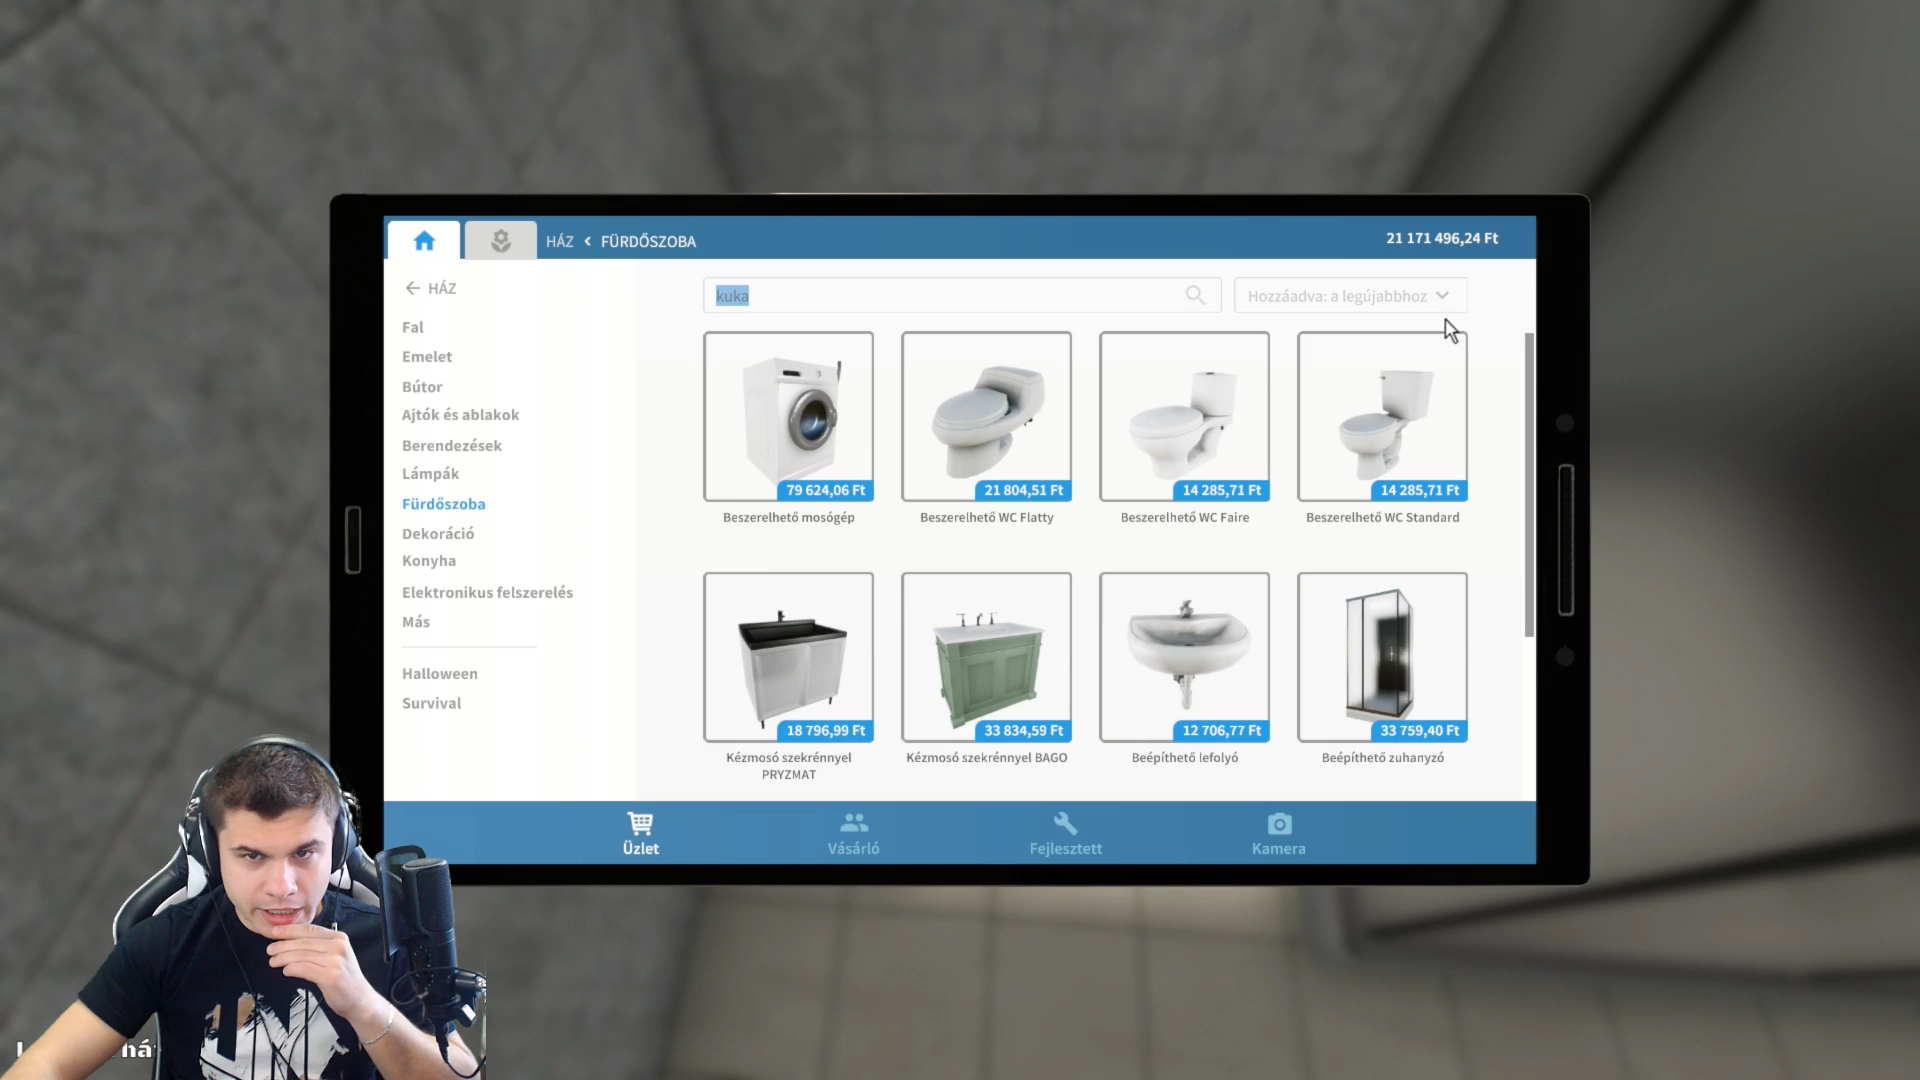 HÁZ < FÜRDŐSZOBA
21 171 496,24 Ft
HÁZ
kuka
Hozzáadva: a legújabbhoz
Fal
Emelet
Bútor
Ajtók és ablakok
Berendezések
Lámpák
Fürdőszoba
Dekoráció
Konyha
Elektronikus felszerelés
Más
Halloween
Survival
79 624,06 Ft
21 804,51 Ft
14 285,71 Ft
14 285,71 Ft
Beszerelhető mosógép
Beszerelhető WC Flatty
Beszerelhető WC Faire
Beszerelhető WC Standard
18 796,99 Ft
33 834,59 Ft
12 706,77 Ft
33 759,40 Ft
Kézmosó szekrénnyel
PRYZMAT
Kézmosó szekrénnyel BAGO
Beépíthető lefolyó
Beépíthető zuhanyzó
Üzlet
Vásárló
Fejlesztett
Kamera